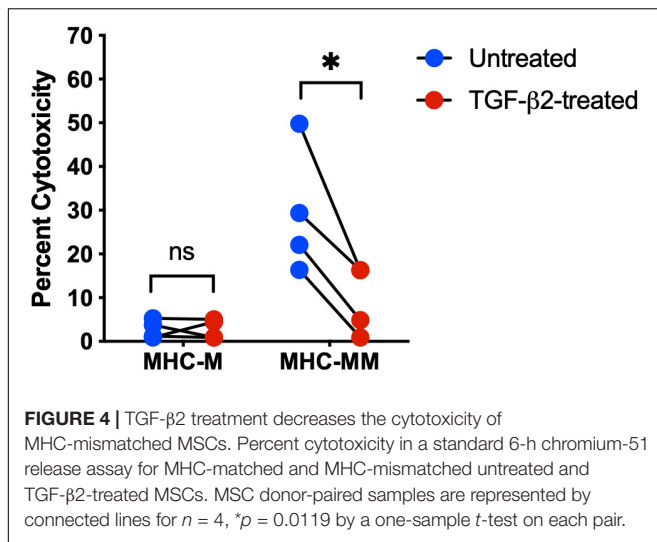 70
60
50
40
30
20
10
0
Percent Cytotoxicity
ns
*
Untreated
TGF-β2-treated
MHC-M MHC-MM
FIGURE 4 | TGF-β2 treatment decreases the cytotoxicity of
MHC-mismatched MSCs. Percent cytotoxicity in a standard 6-h chromium-51
release assay for MHC-matched and MHC-mismatched untreated and
TGF-β2-treated MSCs. MSC donor-paired samples are represented by
connected lines for n = 4, *p = 0.0119 by a one-sample t-test on each pair.